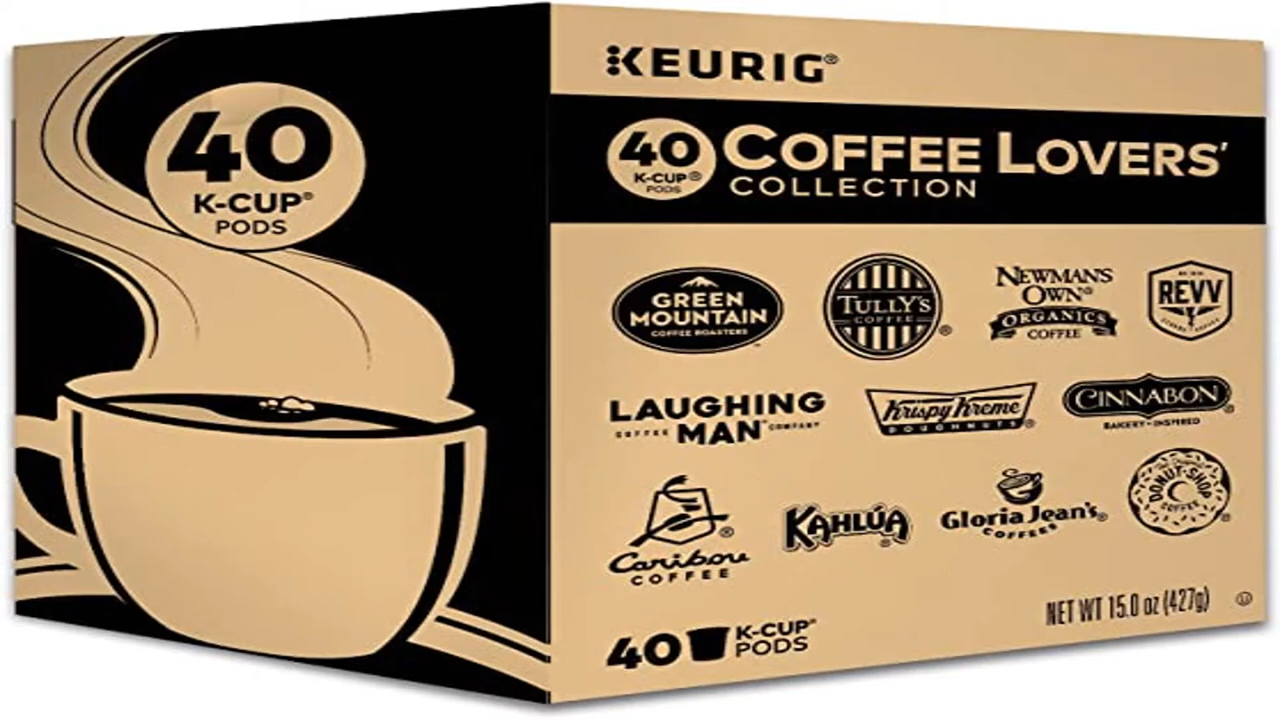 40
K-CUP®
PODS
KEURIG®
40
K-CUP®
PODS
COFFEE LOVERS'
COLLECTION
GREEN
MOUNTAIN
COFFEE ROASTERS™
TULLY'S
COFFEE®
NEWMAN'S
OWN®
ORGANICS
COFFEE
REVV
LAUGHING
MAN™
COFFEE COMPANY
Krispy Kreme
DOUGHNUTS®
CINNABON®
BAKERY-INSPIRED
Caribou®
COFFEE
KAHLÚA®
Gloria Jean's®
COFFEES
DONUT SHOP
COFFEE®
NET WT 15.0 oz (427g)
U
40 K-CUP®
PODS